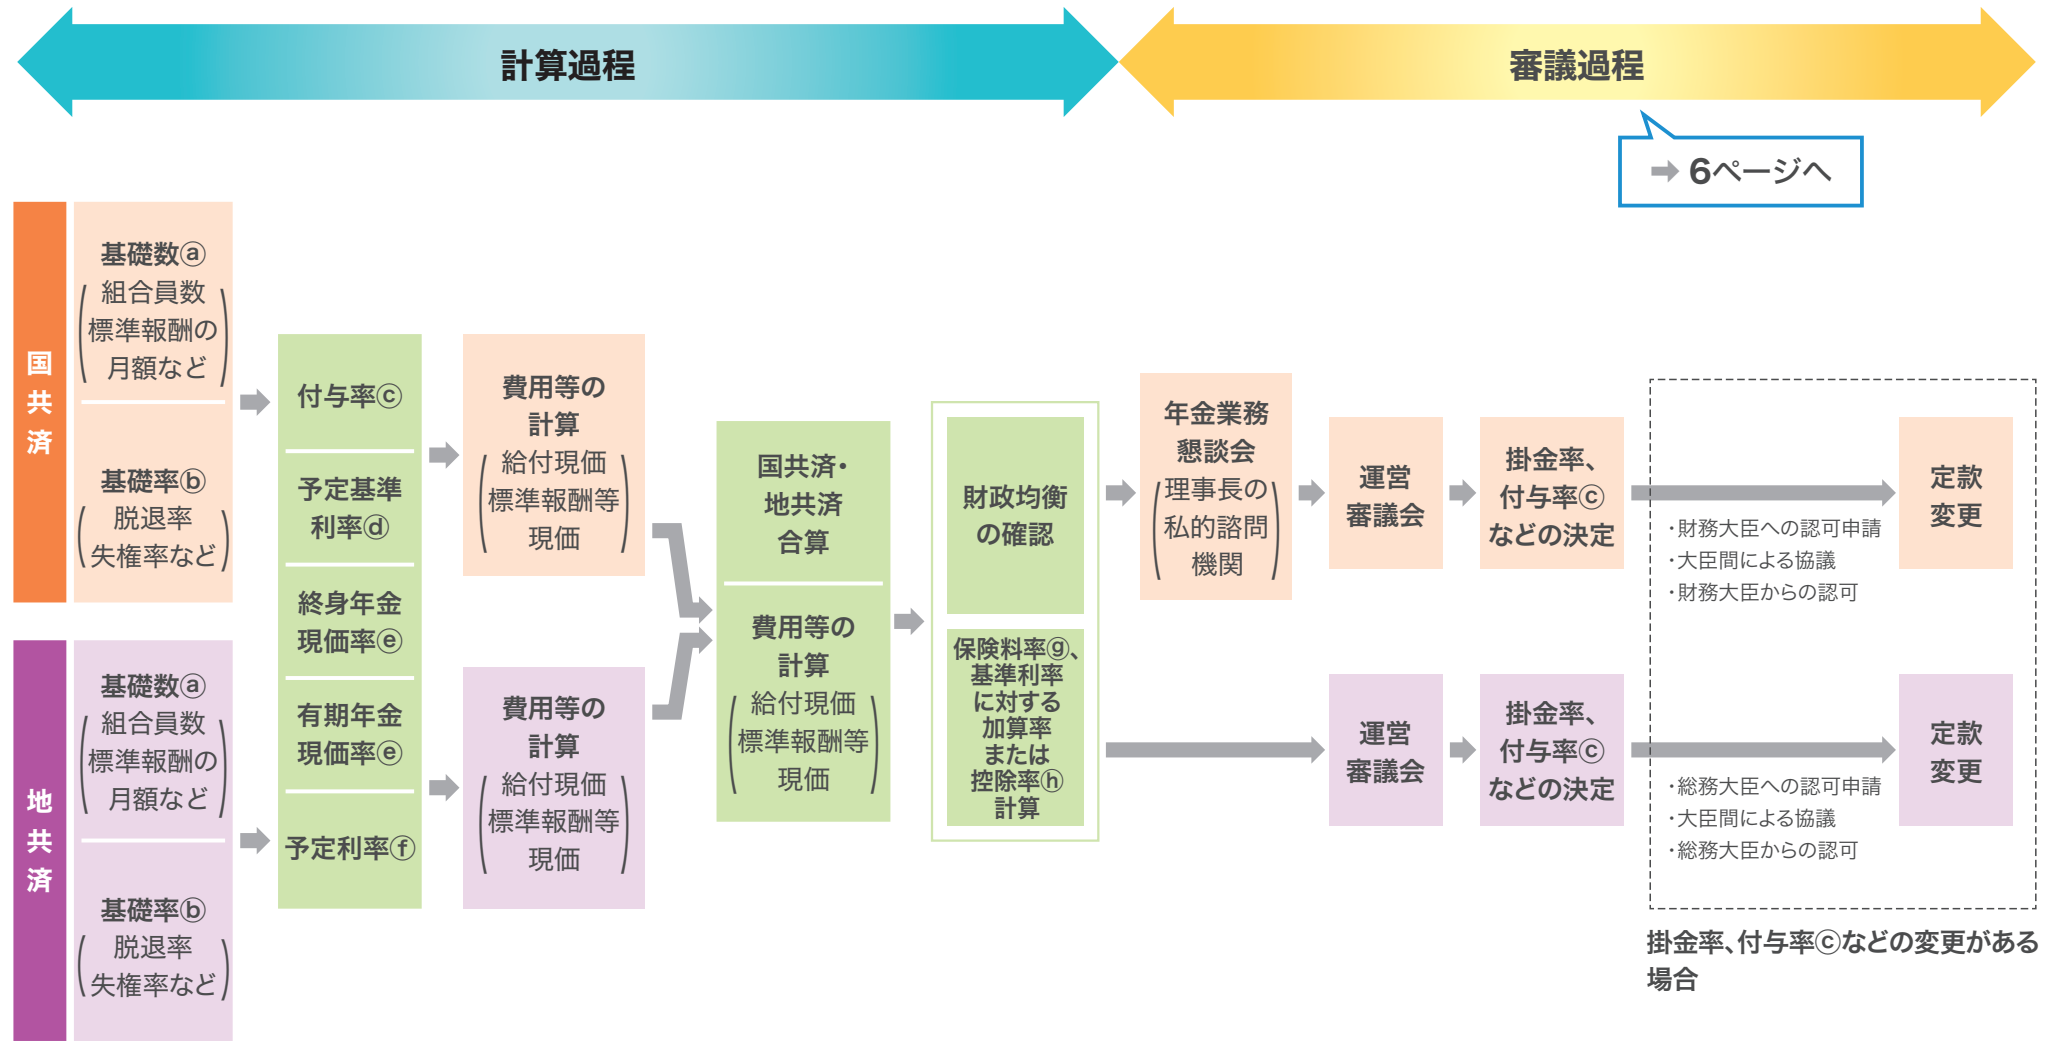 計算過程
審議過程
➡ 6ページへ
国共済
基礎数ⓐ
組合員数
標準報酬の
月額など
基礎率ⓑ
脱退率
失権率など
地共済
基礎数ⓐ
組合員数
標準報酬の
月額など
基礎率ⓑ
脱退率
失権率など
付与率ⓒ
予定基準
利率ⓓ
終身年金
現価率ⓔ
有期年金
現価率ⓔ
予定利率ⓕ
費用等の
計算
給付現価
標準報酬等
現価
費用等の
計算
給付現価
標準報酬等
現価
国共済・
地共済
合算
費用等の
計算
給付現価
標準報酬等
現価
財政均衡
の確認
保険料率ⓖ、
基準利率
に対する
加算率
または
控除率ⓗ
計算
年金業務
懇談会
理事長の
私的諮問
機関
運営
審議会
掛金率、
付与率ⓒ
などの決定
・財務大臣への認可申請
・大臣間による協議
・財務大臣からの認可
定款
変更
運営
審議会
掛金率、
付与率ⓒ
などの決定
・総務大臣への認可申請
・大臣間による協議
・総務大臣からの認可
定款
変更
掛金率、付与率ⓒなどの変更がある
場合